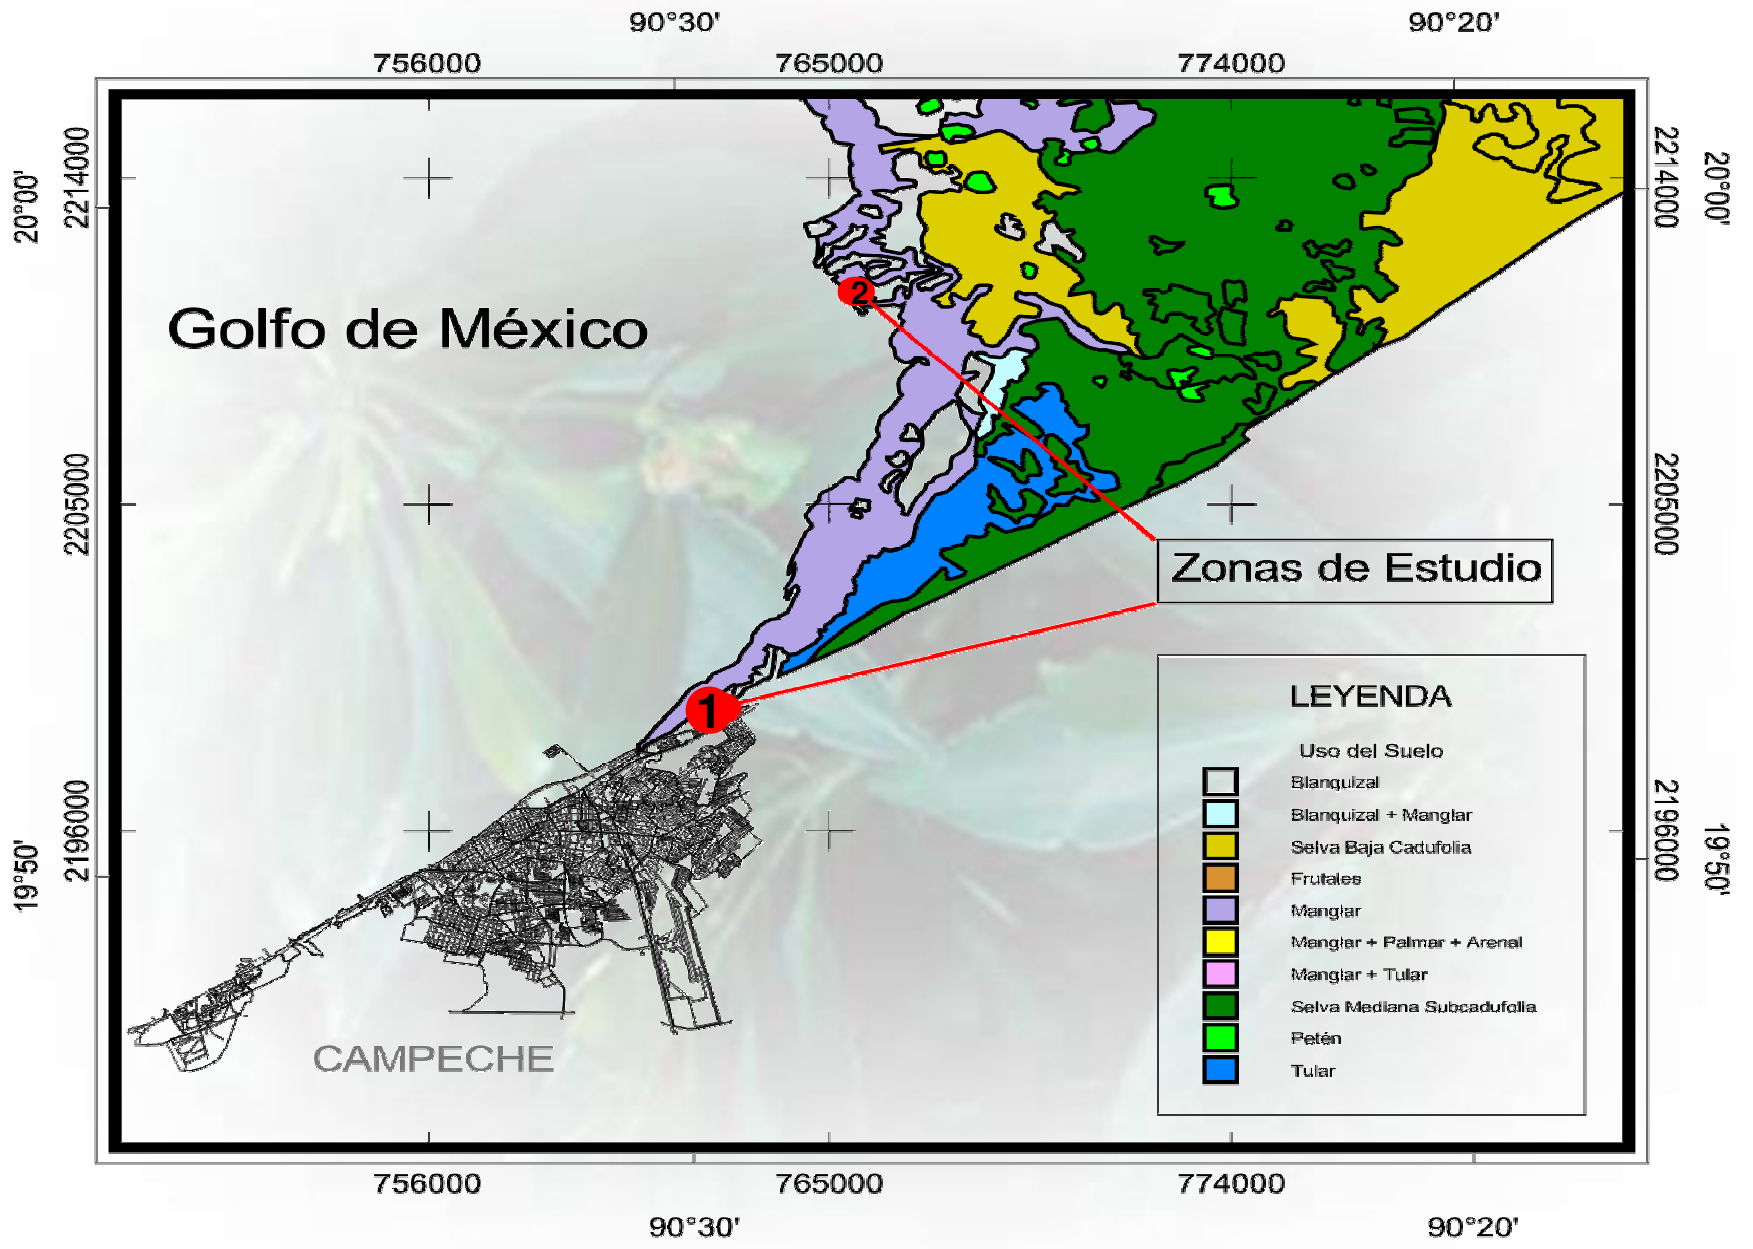 90°30'
90°20'
756000
765000
774000
20°00'
2214000
2214000
20°00'
2
Golfo de México
2205000
2205000
Zonas de Estudio
1
LEYENDA
Uso del Suelo
Blanquizal
Blanquizal + Manglar
Selva Baja Cadufolia
Frutales
Manglar
Manglar + Palmar + Arenal
Manglar + Tular
Selva Mediana Subcadufolia
Petén
Tular
19°50'
2196000
2196000
19°50'
CAMPECHE
756000
765000
774000
90°30'
90°20'